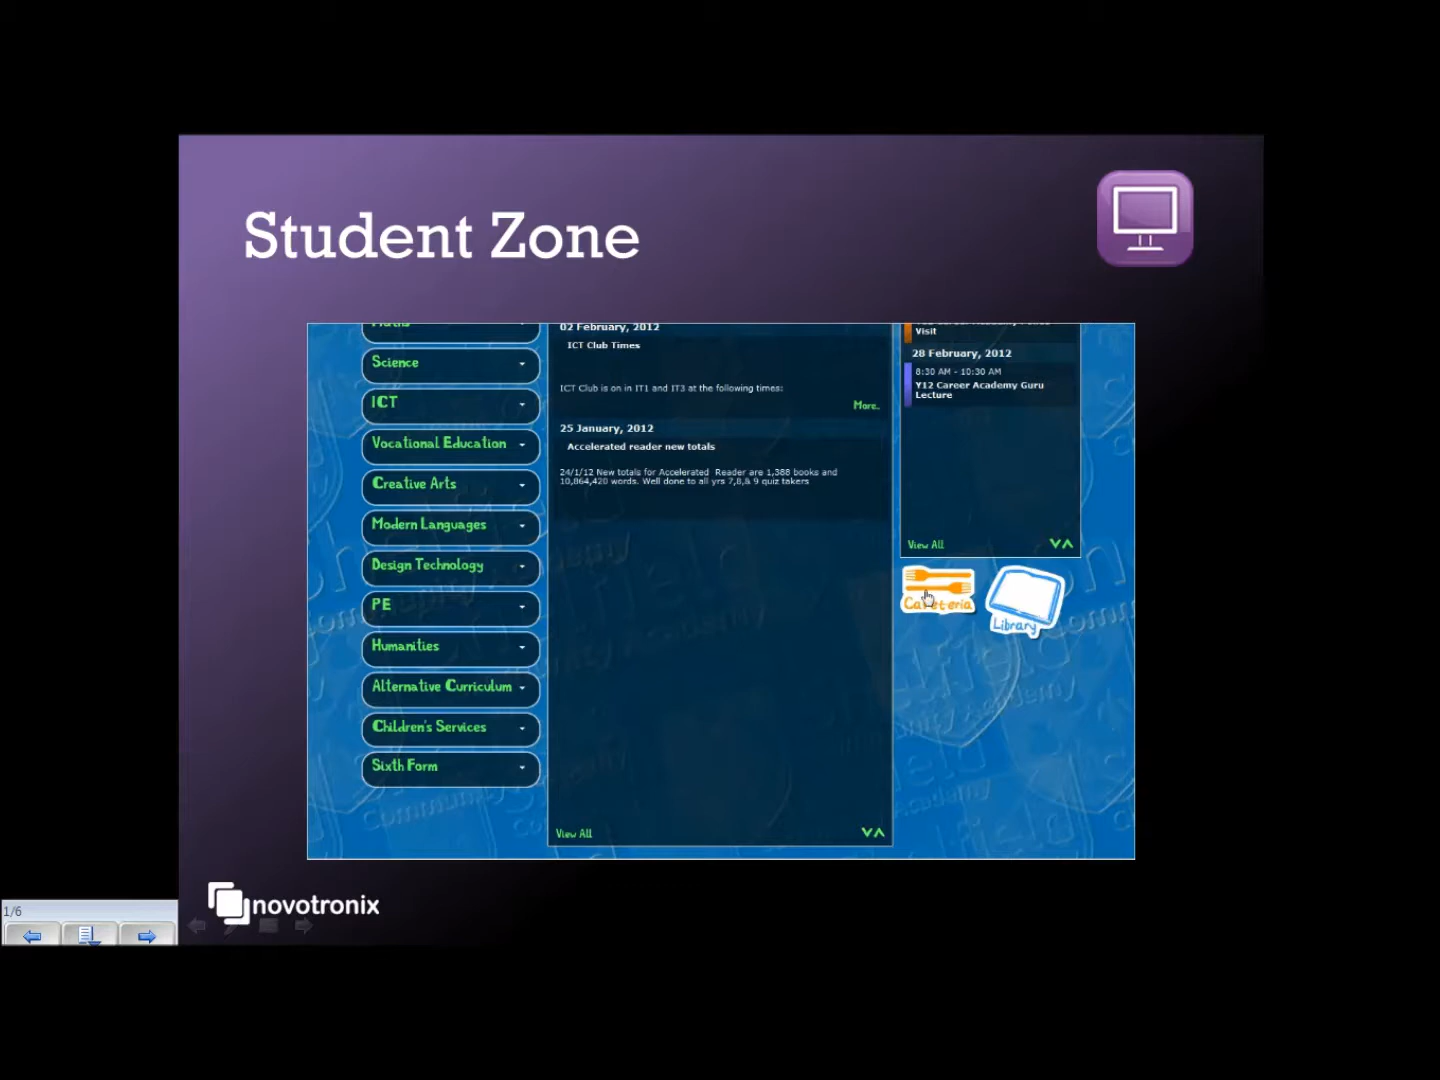 Student Zone
Maths
Science
ICT
Vocational Education
Creative Arts
Modern Languages
Design Technology
PE
Humanities
Alternative Curriculum
Children's Services
Sixth Form
02 February, 2012
ICT Club Times
ICT Club is on in IT1 and IT3 at the following times:
More..
25 January, 2012
Accelerated reader new totals
24/1/12 New totals for Accelerated Reader are 1,388 books and
10,864,420 words. Well done to all yrs 7,8,& 9 quiz takers
View All
Visit
28 February, 2012
8:30 AM - 10:30 AM
Y12 Career Academy Guru
Lecture
View All
Cafeteria
Library
novotronix
1/6